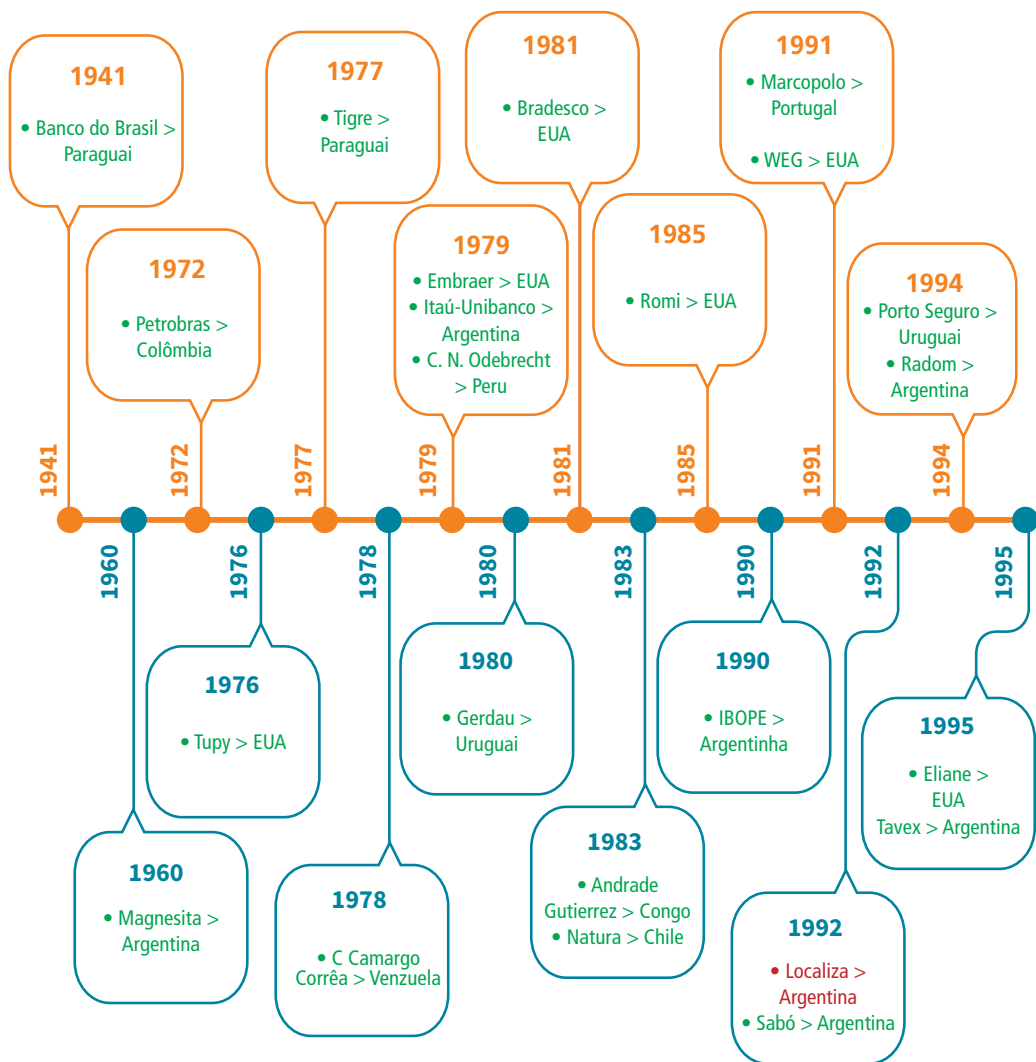 1941
• Banco do Brasil >
Paraguai
1972
• Petrobras >
Colômbia
1977
• Tigre >
Paraguai
1979
• Embraer > EUA
• Itaú-Unibanco >
Argentina
• C. N. Odebrecht
> Peru
1981
• Bradesco >
EUA
1985
• Romi > EUA
1991
• Marcopolo >
Portugal
• WEG > EUA
1994
• Porto Seguro >
Uruguai
• Radom >
Argentina
1941
1972
1977
1979
1981
1985
1991
1994
1960
1976
1978
1980
1983
1990
1992
1995
1960
• Magnesita >
Argentina
1976
• Tupy > EUA
1978
• C Camargo
Corrêa > Venzuela
1980
• Gerdau >
Uruguai
1983
• Andrade
Gutierrez > Congo
• Natura > Chile
1990
• IBOPE >
Argentinha
1992
• Localiza >
Argentina
• Sabó > Argentina
1995
• Eliane >
EUA
Tavex > Argentina